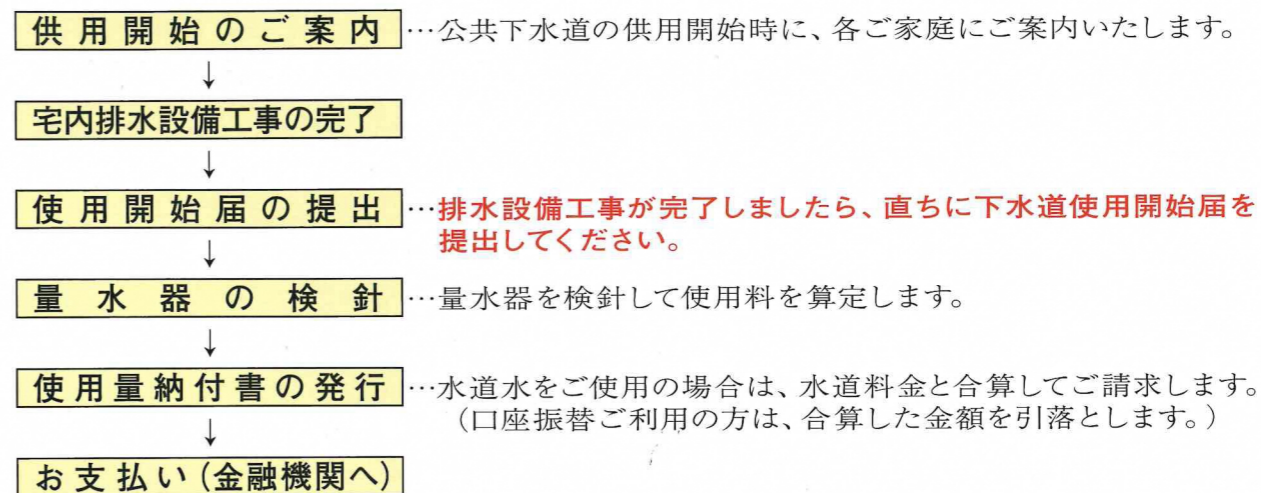 供用開始のご案内…公共下水道の供用開始時に、各ご家庭にご案内いたします。
↓
宅内排水設備工事の完了
↓
使用開始届の提出…排水設備工事が完了しましたら、直ちに下水道使用開始届を
提出してください。
↓
量水器の検針…量水器を検針して使用料を算定します。
↓
使用量納付書の発行…水道水をご使用の場合は、水道料金と合算してご請求します。
（口座振替ご利用の方は、合算した金額を引落とします。）
↓
お支払い（金融機関へ）